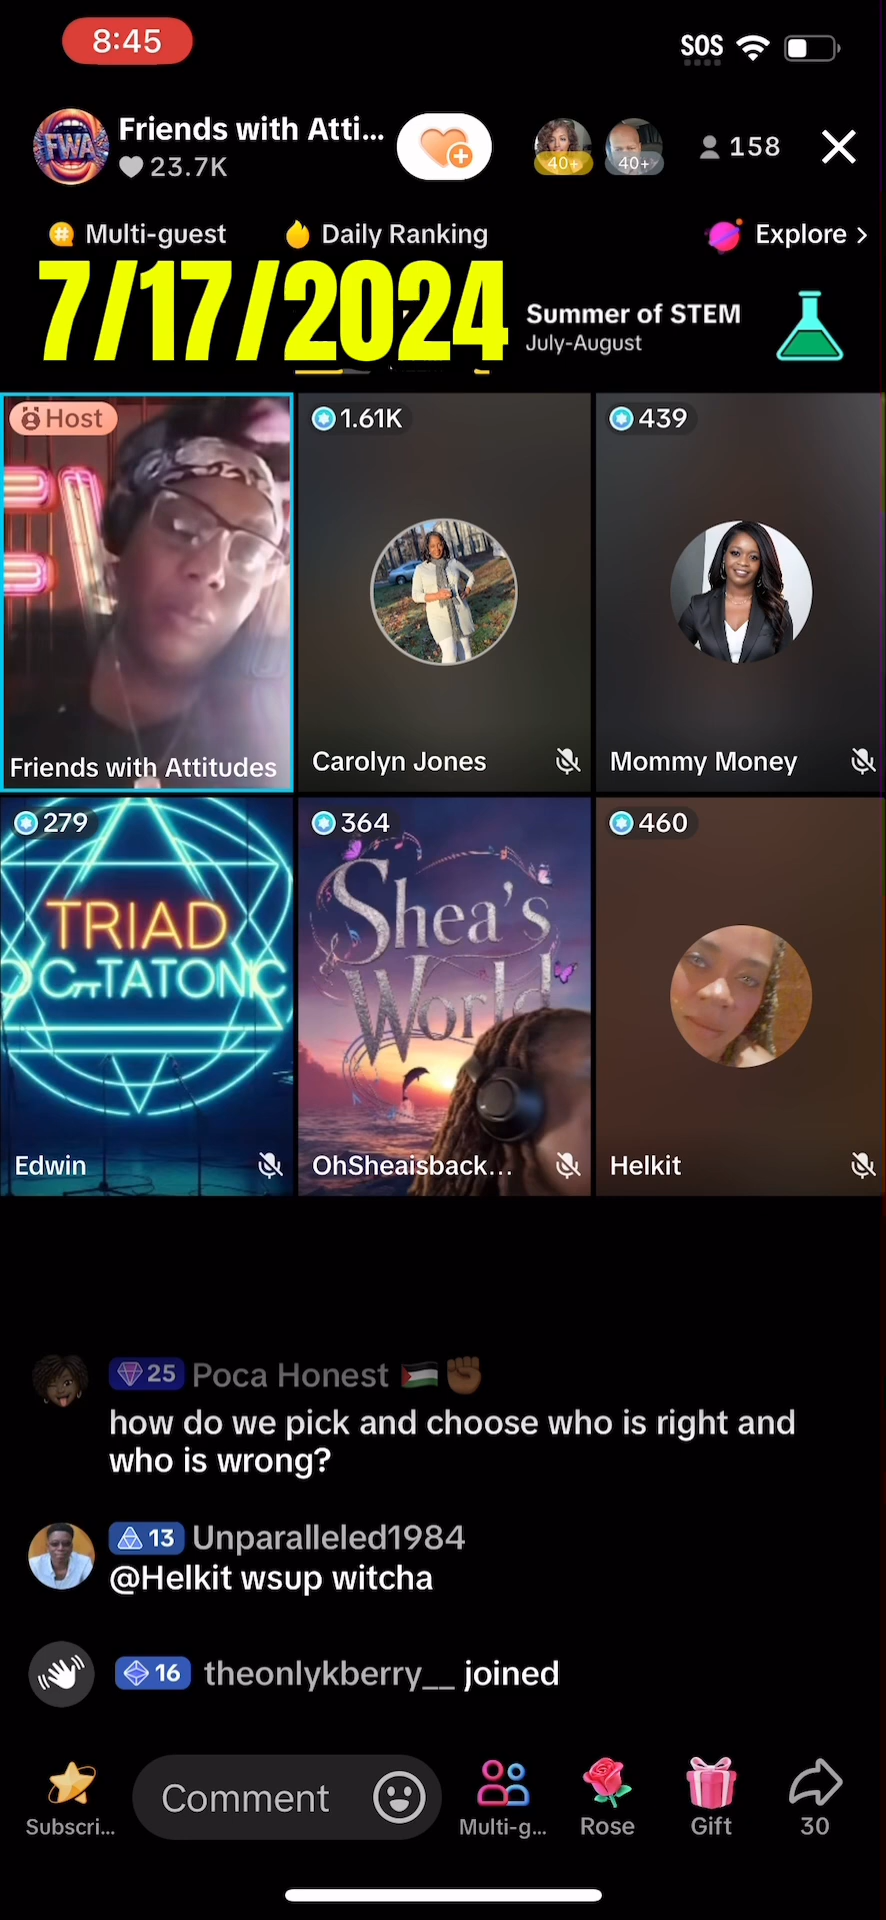 8:45
SOS
FWA
Friends with Atti...
23.7K
40+
40+
158
Multi-guest
Daily Ranking
Explore >
7/17/2024
Summer of STEM
July-August
Host
Friends with Attitudes
1.61K
Carolyn Jones
439
Mommy Money
279
TRIAD
Edwin
364
Shea's
World
OhSheaisback...
460
Helkit
25 Poca Honest 🇵🇸✊🏾
how do we pick and choose who is right and
who is wrong?
13 Unparalleled1984
@Helkit wsup witcha
16 theonlykberry__ joined
Subscri...
Comment
Multi-g...
Rose
Gift
30